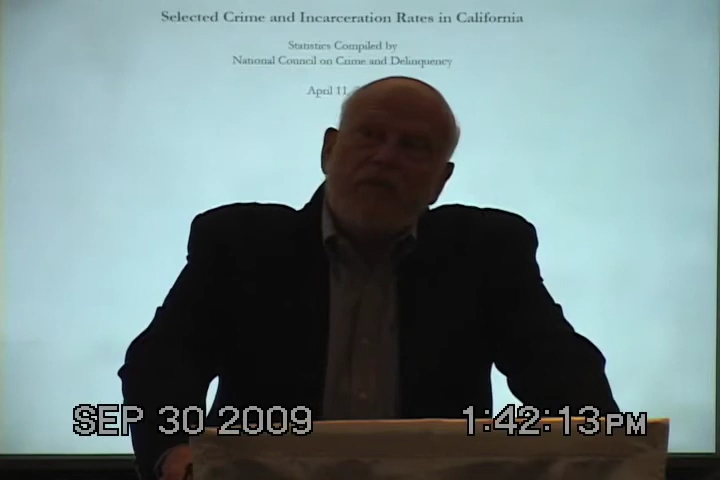 Selected Crime and Incarceration Rates in California
Statistics Compiled by
National Council on Crime and Delinquency
April 11,
SEP 30 2009
1:42:13PM